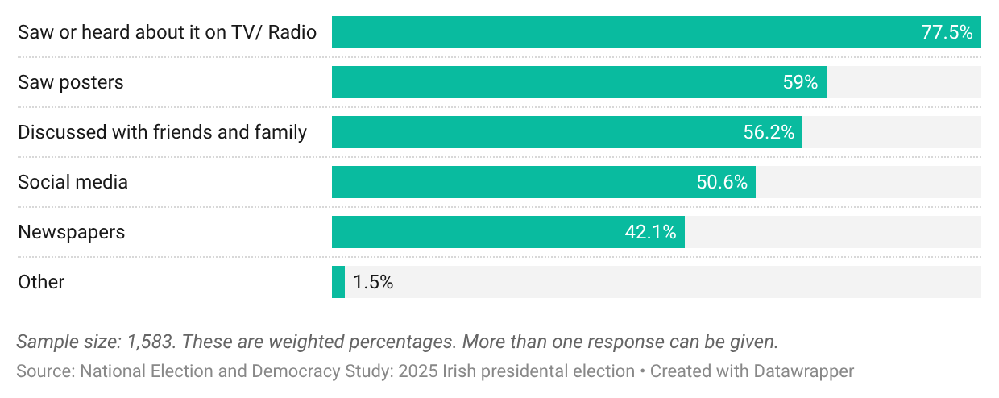 Saw or heard about it on TV/ Radio 77.5%
Saw posters 59%
Discussed with friends and family 56.2%
Social media 50.6%
Newspapers 42.1%
Other 1.5%
Sample size: 1,583. These are weighted percentages. More than one response can be given.
Source: National Election and Democracy Study: 2025 Irish presidential election • Created with Datawrapper